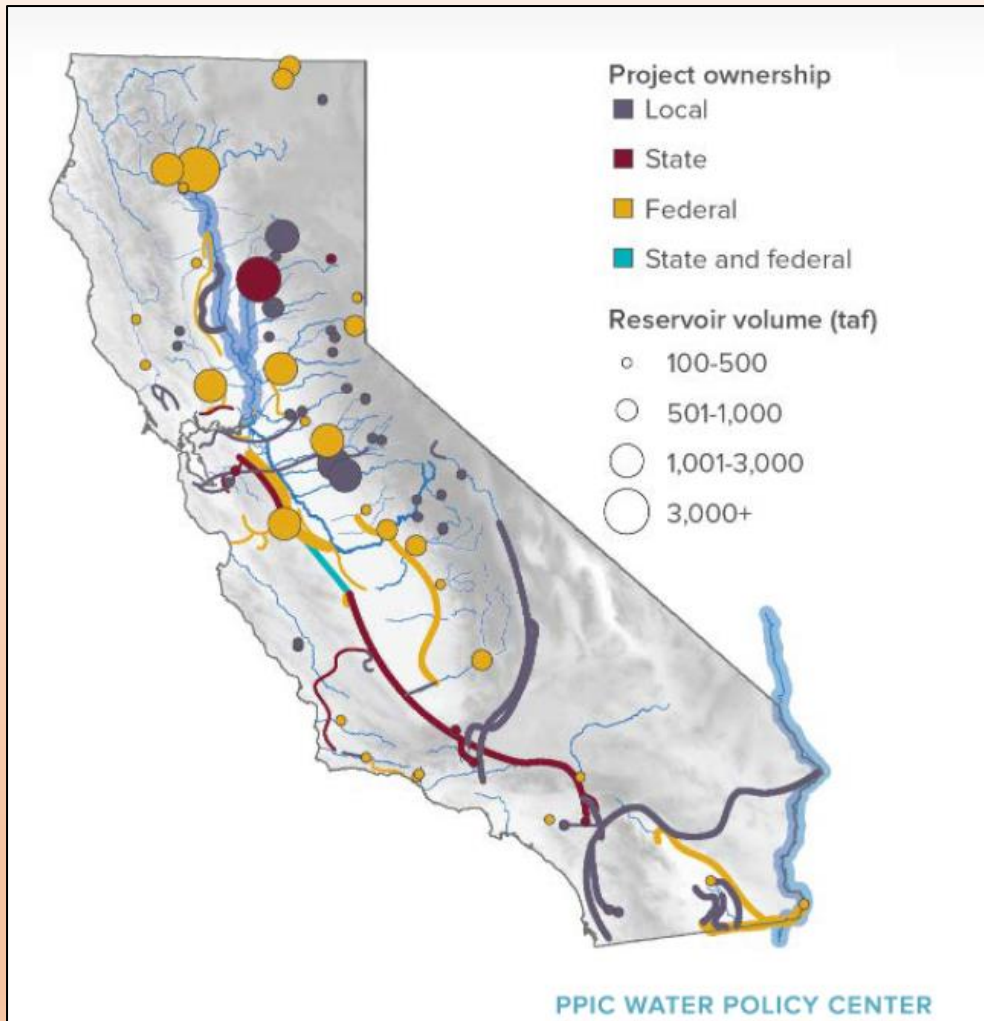 Project ownership
Local
State
Federal
State and federal
Reservoir volume (taf)
100-500
501-1,000
1,001-3,000
3,000+
PPIC WATER POLICY CENTER